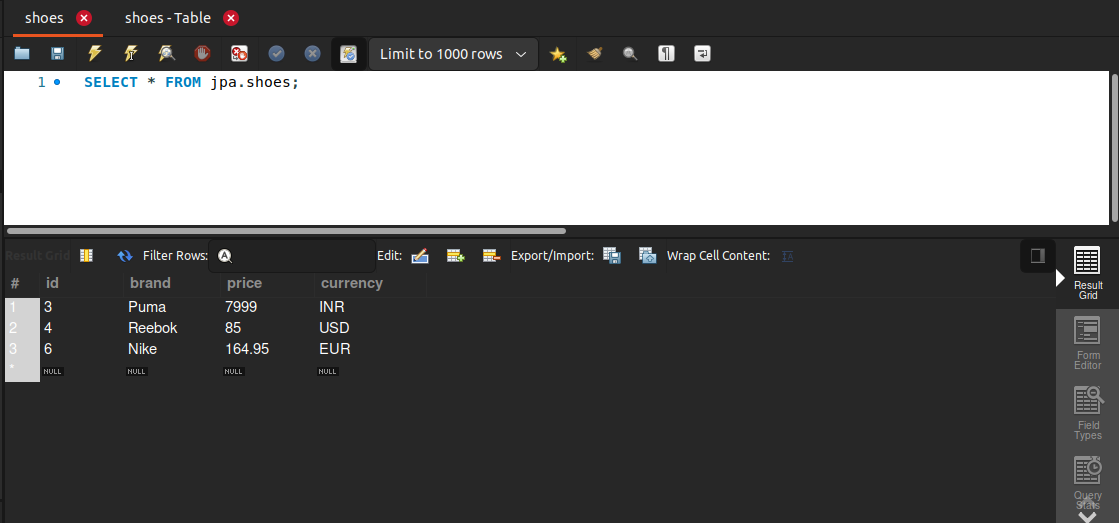 shoes shoes - Table
Limit to 1000 rows
1 SELECT * FROM jpa.shoes;
Result Grid Filter Rows: Edit: Export/Import: Wrap Cell Content:
# id brand price currency
1 3 Puma 7999 INR
2 4 Reebok 85 USD
3 6 Nike 164.95 EUR
* NULL NULL NULL NULL
Result
Grid
Form
Editor
Field
Types
Query
Stats